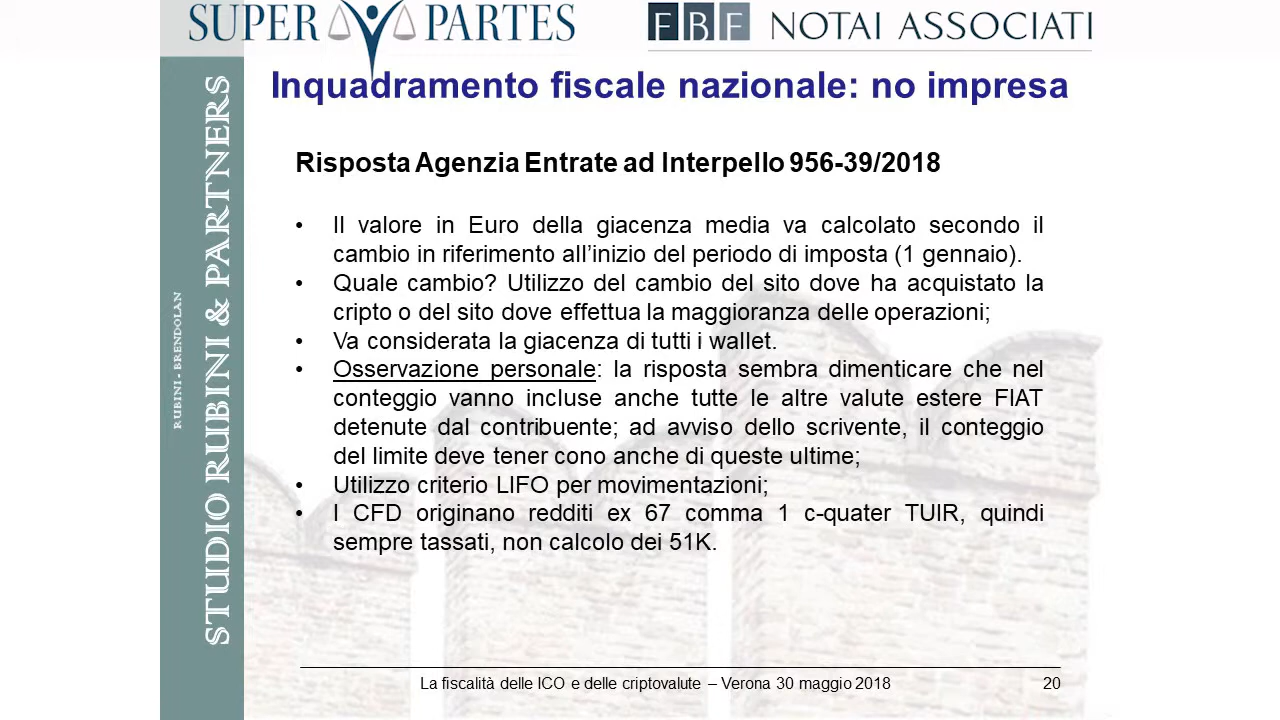 SUPER PARTES
FBF NOTAI ASSOCIATI
STUDIO RUBINI & PARTNERS
RUBINI - BRENDOLAN
Inquadramento fiscale nazionale: no impresa
Risposta Agenzia Entrate ad Interpello 956-39/2018
• Il valore in Euro della giacenza media va calcolato secondo il
cambio in riferimento all’inizio del periodo di imposta (1 gennaio).
• Quale cambio? Utilizzo del cambio del sito dove ha acquistato la
cripto o del sito dove effettua la maggioranza delle operazioni;
• Va considerata la giacenza di tutti i wallet.
• Osservazione personale: la risposta sembra dimenticare che nel
conteggio vanno incluse anche tutte le altre valute estere FIAT
detenute dal contribuente; ad avviso dello scrivente, il conteggio
del limite deve tener cono anche di queste ultime;
• Utilizzo criterio LIFO per movimentazioni;
• I CFD originano redditi ex 67 comma 1 c-quater TUIR, quindi
sempre tassati, non calcolo dei 51K.
La fiscalità delle ICO e delle criptovalute – Verona 30 maggio 2018
20